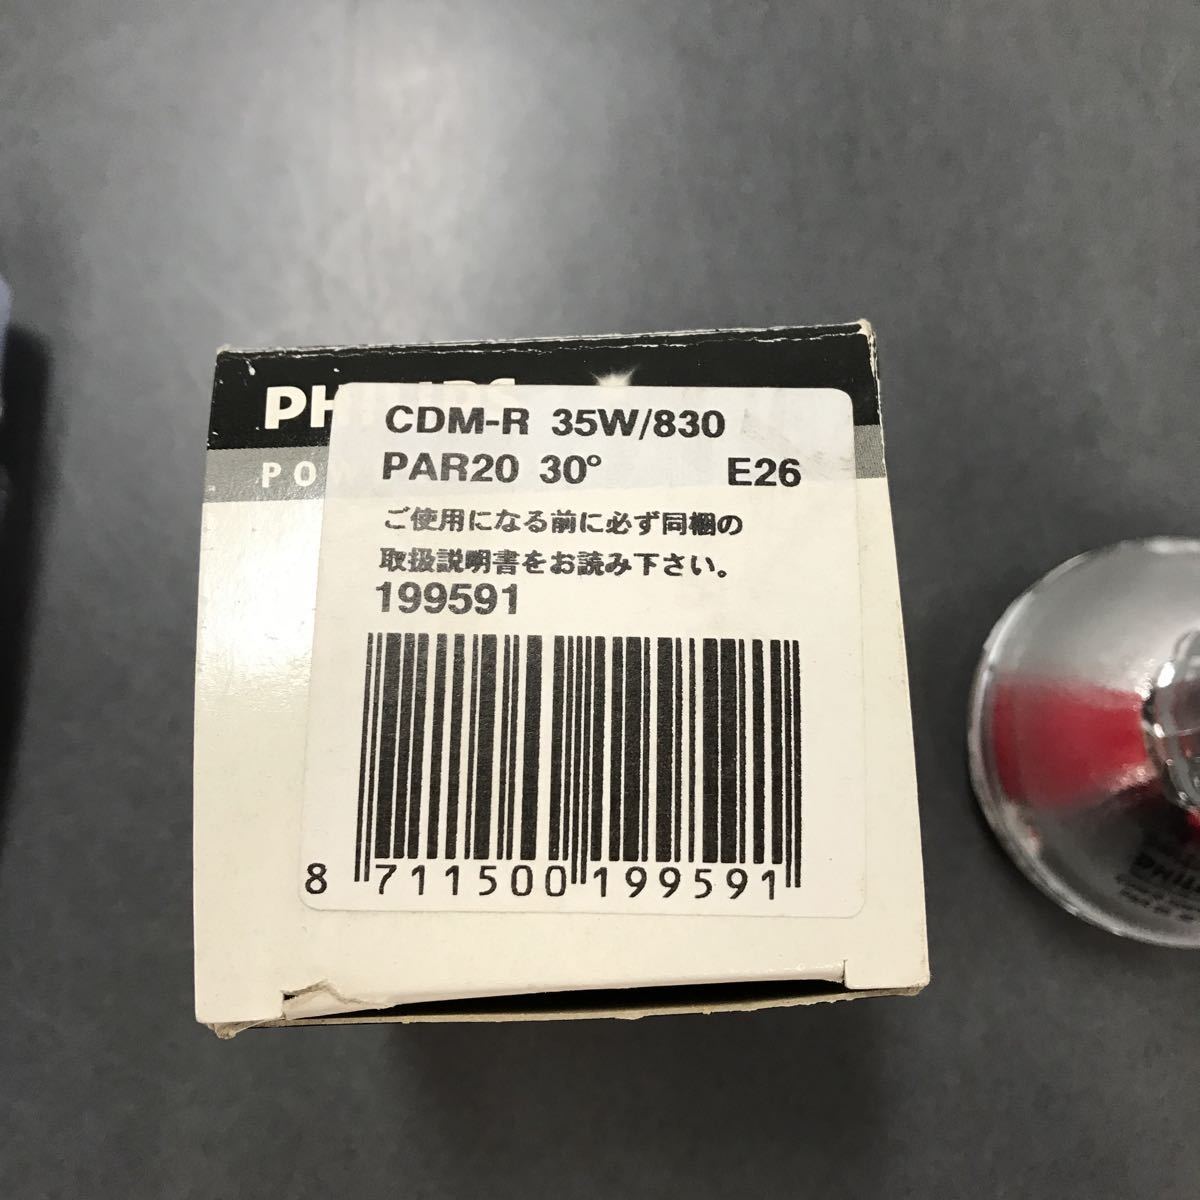 CDM-R 35W/830
PAR20 30° E26
ご使用になる前に必ず同梱の
取扱説明書をお読み下さい。
199591
8 711500 199591